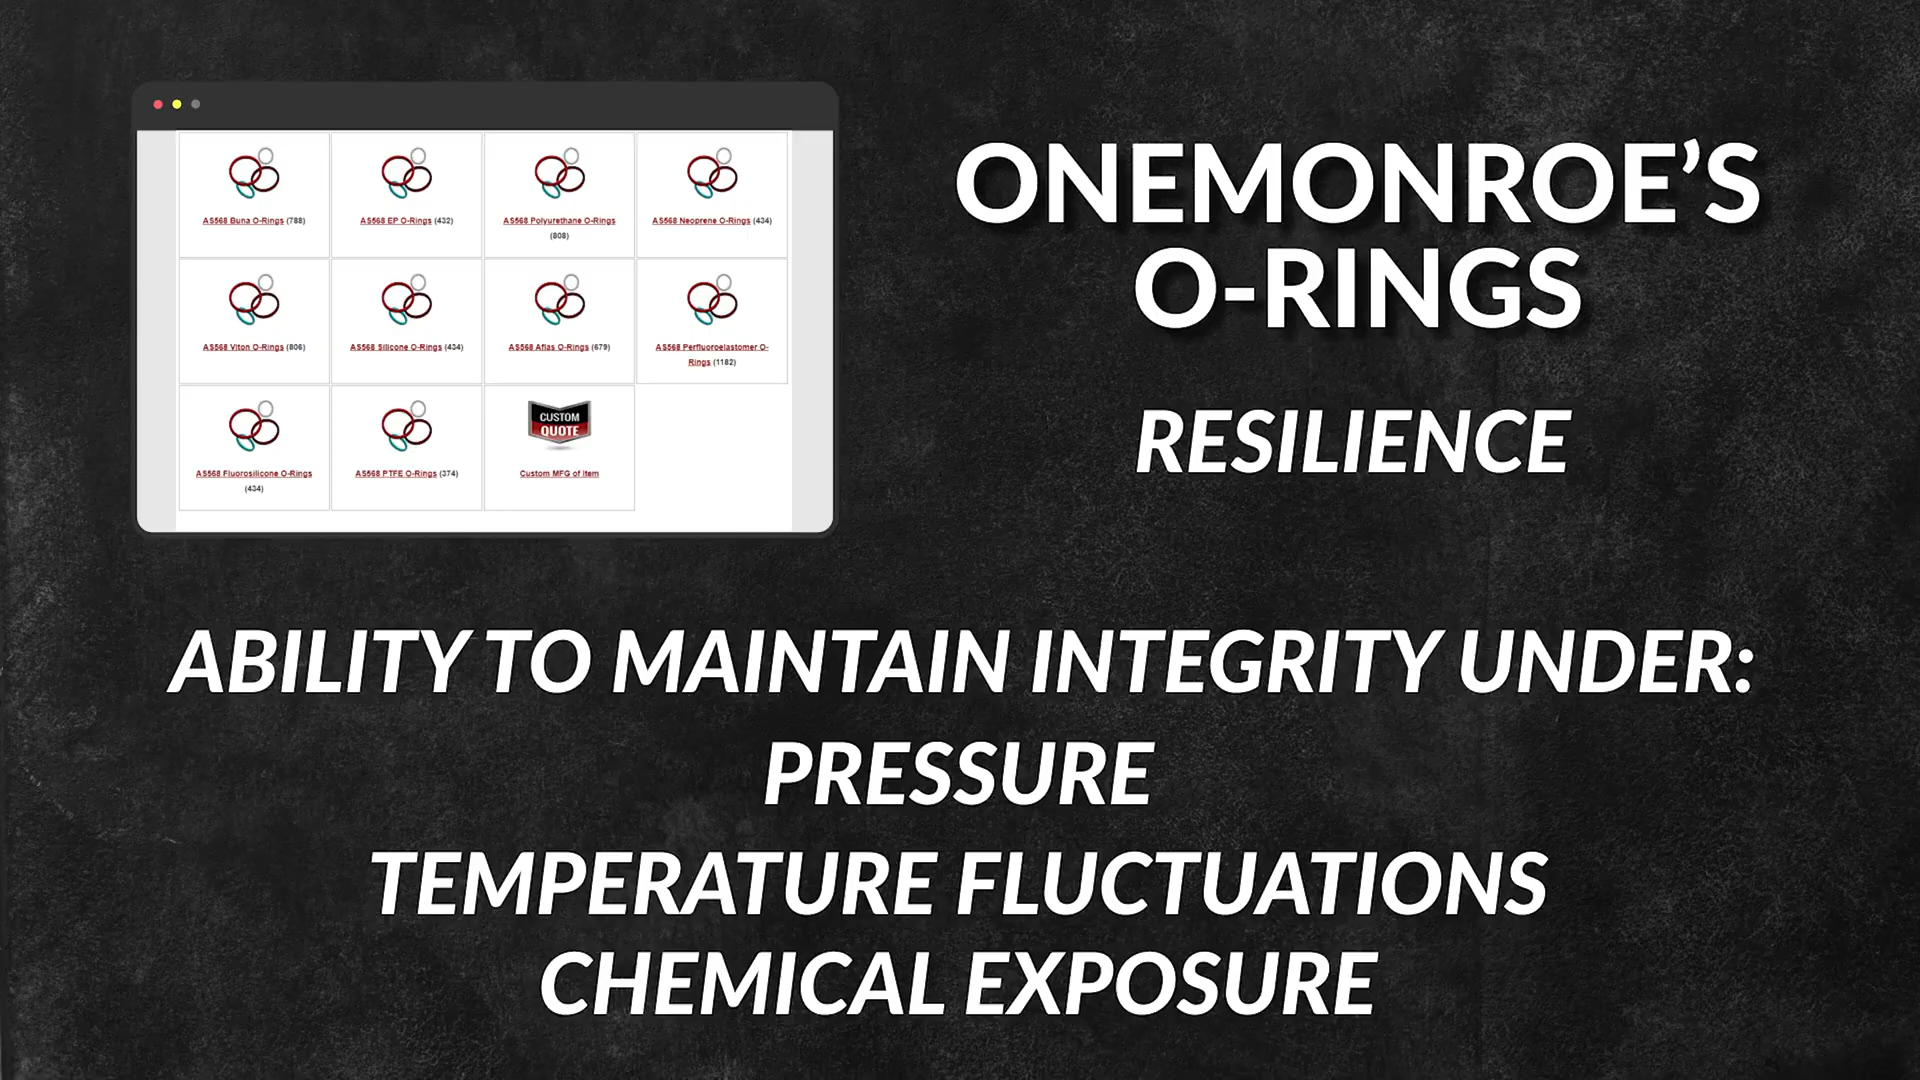 AS568 Buna O-Rings (788)
AS568 EP O-Rings (432)
AS568 Polyurethane O-Rings
(808)
AS568 Neoprene O-Rings (434)
AS568 Viton O-Rings (806)
AS568 Silicone O-Rings (434)
AS568 Aflas O-Rings (679)
AS568 Perfluoroelastomer O-
Rings (1182)
AS568 Fluorosilicone O-Rings
(434)
AS568 PTFE O-Rings (374)
CUSTOM
QUOTE
Custom MFG of Item
ONEMONROE’S
O-RINGS
RESILIENCE
ABILITY TO MAINTAIN INTEGRITY UNDER:
PRESSURE
TEMPERATURE FLUCTUATIONS
CHEMICAL EXPOSURE